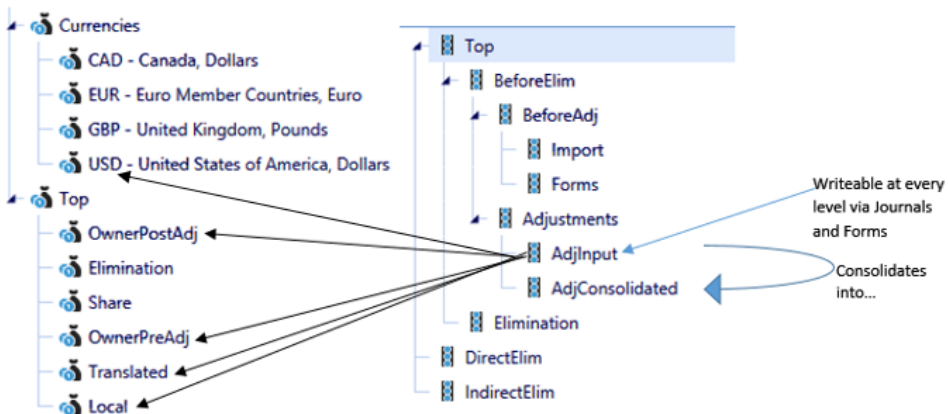 Currencies
CAD - Canada, Dollars
EUR - Euro Member Countries, Euro
GBP - United Kingdom, Pounds
USD - United States of America, Dollars
Top
OwnerPostAdj
Elimination
Share
OwnerPreAdj
Translated
Local
Top
BeforeElim
BeforeAdj
Import
Forms
Adjustments
AdjInput
AdjConsolidated
Elimination
DirectElim
IndirectElim
Writeable at every
level via Journals
and Forms
Consolidates
into...